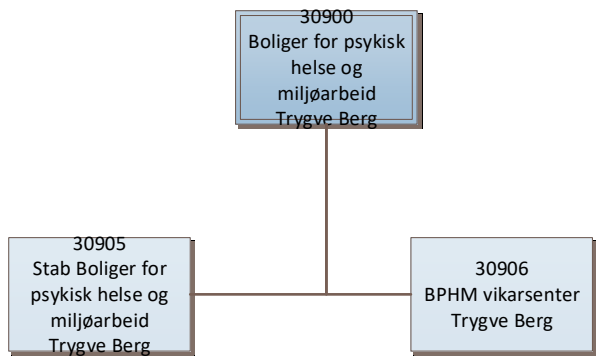 30900
Boliger for psykisk
helse og
miljøarbeid
Trygve Berg
30905
Stab Boliger for
psykisk helse og
miljøarbeid
Trygve Berg
30906
BPHM vikarsenter
Trygve Berg